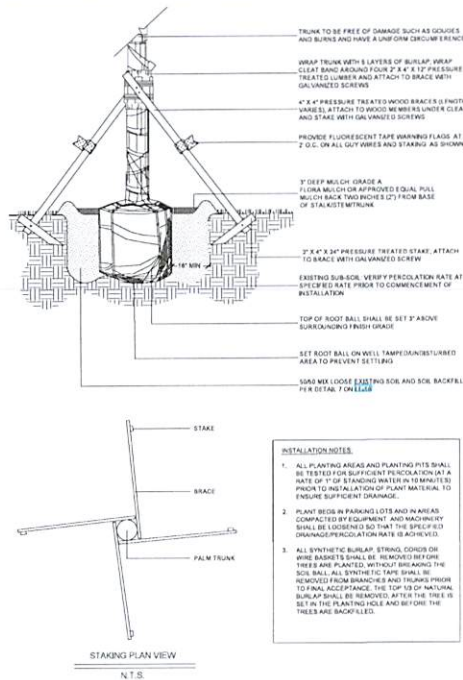 TRUNK TO BE FREE OF DAMAGE SUCH AS GOUGES
AND BURNS AND HAVE A UNIFORM CIRCUMFERENCE
WRAP TRUNK WITH 5 LAYERS OF BURLAP, WRAP
CLEAT BAND AROUND FOUR 2" X 4" X 12" PRESSURE
TREATED LUMBER AND ATTACH TO BRACE WITH
GALVANIZED SCREWS
4" X 4" PRESSURE TREATED WOOD BRACES (LENGTH
VARIES), ATTACH TO WOOD MEMBERS UNDER CLEA
AND STAKE WITH GALVANIZED SCREWS
PROVIDE FLUORESCENT TAPE WARNING FLAGS AT
2' O.C. ON ALL GUY WIRES AND STAKING AS SHOWN
3" DEEP MULCH GRADE A
FLORA MULCH OR APPROVED EQUAL PULL
MULCH BACK TWO INCHES (2") FROM BASE
OF STALK/STEM/TRUNK
2" X 4" X 24" PRESSURE TREATED STAKE, ATTACH
TO BRACE WITH GALVANIZED SCREW
18" MIN
EXISTING SUB-SOIL: VERIFY PERCOLATION RATE AT
SPECIFIED RATE PRIOR TO COMMENCEMENT OF
INSTALLATION
TOP OF ROOT BALL SHALL BE SET 3" ABOVE
SURROUNDING FINISH GRADE
SET ROOT BALL ON WELL TAMPED/UNDISTURBED
AREA TO PREVENT SETTLING
50/50 MIX LOOSE EXISTING SOIL AND SOIL BACKFILL
PER DETAIL 7 ON
STAKE
BRACE
PALM TRUNK
STAKING PLAN VIEW
N.T.S.
INSTALLATION NOTES:
1. ALL PLANTING AREAS AND PLANTING PITS SHALL
BE TESTED FOR SUFFICIENT PERCOLATION (AT A
RATE OF 1" OF STANDING WATER IN 10 MINUTES)
PRIOR TO INSTALLATION OF PLANT MATERIAL TO
ENSURE SUFFICIENT DRAINAGE.
2. PLANT BEDS IN PARKING LOTS AND IN AREAS
COMPACTED BY EQUIPMENT AND MACHINERY
SHALL BE LOOSENED SO THAT THE SPECIFIED
DRAINAGE/PERCOLATION RATE IS ACHIEVED.
3. ALL SYNTHETIC BURLAP, STRING, CORDS OR
WIRE BASKETS SHALL BE REMOVED BEFORE
TREES ARE PLANTED, WITHOUT BREAKING THE
SOIL BALL. ALL SYNTHETIC TAPE SHALL BE
REMOVED FROM BRANCHES AND TRUNKS PRIOR
TO FINAL ACCEPTANCE. THE TOP 1/3 OF NATURAL
BURLAP SHALL BE REMOVED, AFTER THE TREE IS
SET IN THE PLANTING HOLE AND BEFORE THE
TREES ARE BACKFILLED.